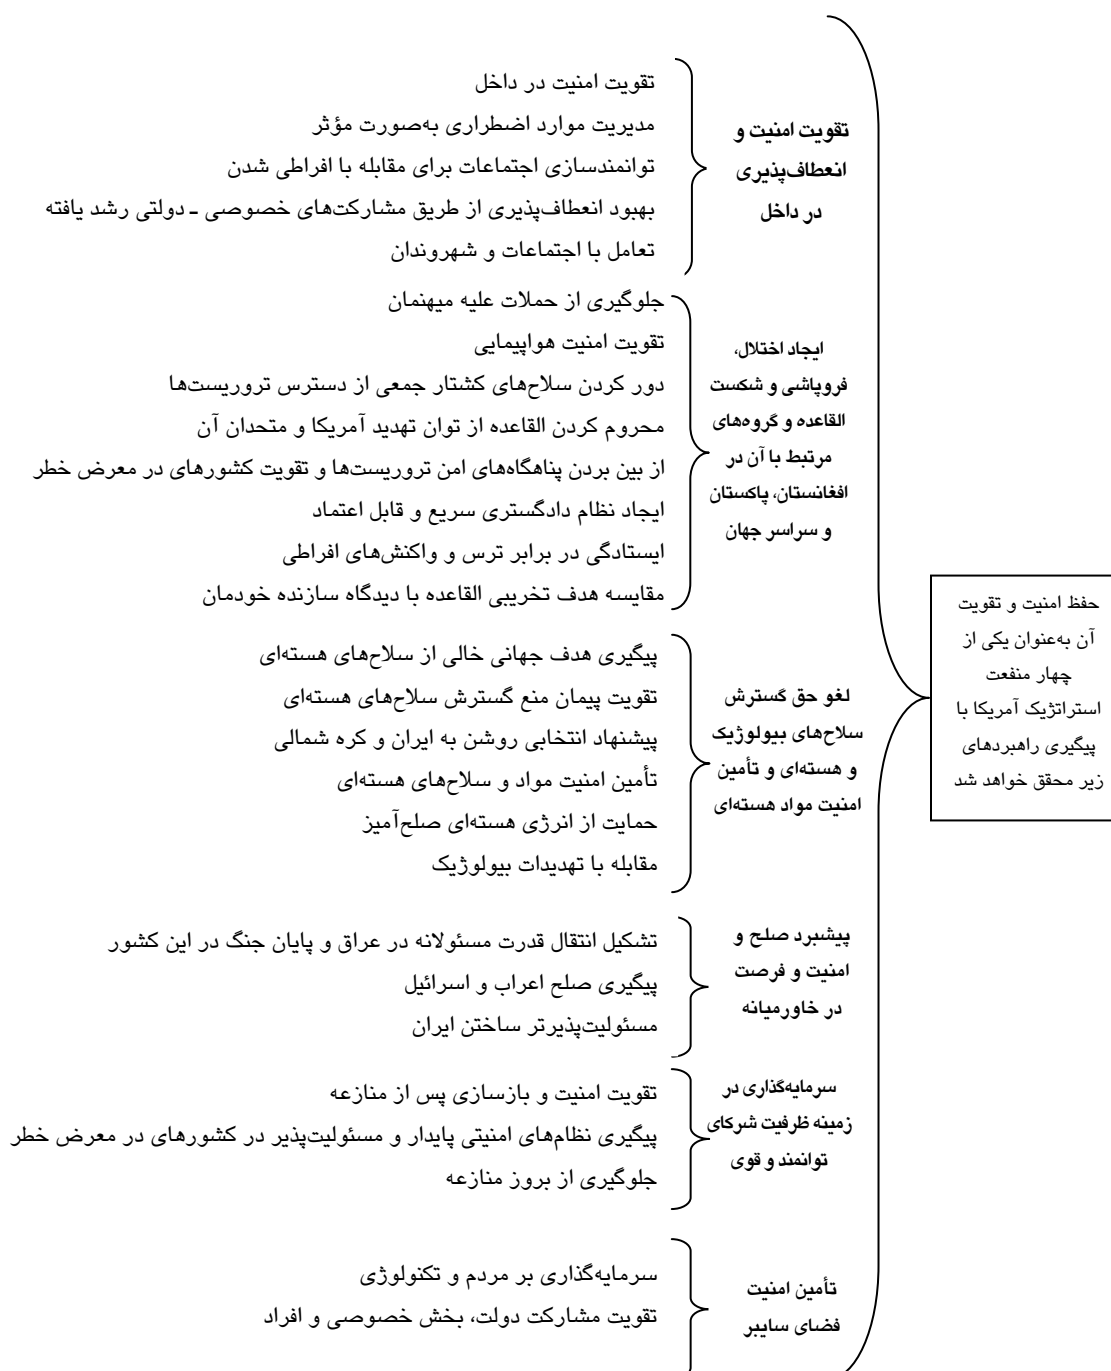 حفظ امنیت و تقویت
آن به‌عنوان یکی از
چهار منفعت
استراتژیک آمریکا با
پیگیری راهبردهای
زیر محقق خواهد شد
تقویت امنیت و
انعطاف‌پذیری
در داخل
تقویت امنیت در داخل
مدیریت موارد اضطراری به‌صورت مؤثر
توانمندسازی اجتماعات برای مقابله با افراطی شدن
بهبود انعطاف‌پذیری از طریق مشارکت‌های خصوصی ـ دولتی رشد یافته
تعامل با اجتماعات و شهروندان
ایجاد اختلال،
فروپاشی و شکست
القاعده و گروه‌های
مرتبط با آن در
افغانستان، پاکستان
و سراسر جهان
جلوگیری از حملات علیه میهنمان
تقویت امنیت هواپیمایی
دور کردن سلاح‌های کشتار جمعی از دسترس تروریست‌ها
محروم کردن القاعده از توان تهدید آمریکا و متحدان آن
از بین بردن پناهگاه‌های امن تروریست‌ها و تقویت کشورهای در معرض خطر
ایجاد نظام دادگستری سریع و قابل اعتماد
ایستادگی در برابر ترس و واکنش‌های افراطی
مقایسه هدف تخریبی القاعده با دیدگاه سازنده خودمان
لغو حق گسترش
سلاح‌های بیولوژیک
و هسته‌ای و تأمین
امنیت مواد هسته‌ای
پیگیری هدف جهانی خالی از سلاح‌های هسته‌ای
تقویت پیمان منع گسترش سلاح‌های هسته‌ای
پیشنهاد انتخابی روشن به ایران و کره شمالی
تأمین امنیت مواد و سلاح‌های هسته‌ای
حمایت از انرژی هسته‌ای صلح‌آمیز
مقابله با تهدیدات بیولوژیک
پیشبرد صلح و
امنیت و فرصت
در خاورمیانه
تشکیل انتقال قدرت مسئولانه در عراق و پایان جنگ در این کشور
پیگیری صلح اعراب و اسرائیل
مسئولیت‌پذیرتر ساختن ایران
سرمایه‌گذاری در
زمینه ظرفیت شرکای
توانمند و قوی
تقویت امنیت و بازسازی پس از منازعه
پیگیری نظام‌های امنیتی پایدار و مسئولیت‌پذیر در کشورهای در معرض خطر
جلوگیری از بروز منازعه
تأمین امنیت
فضای سایبر
سرمایه‌گذاری بر مردم و تکنولوژی
تقویت مشارکت دولت، بخش خصوصی و افراد